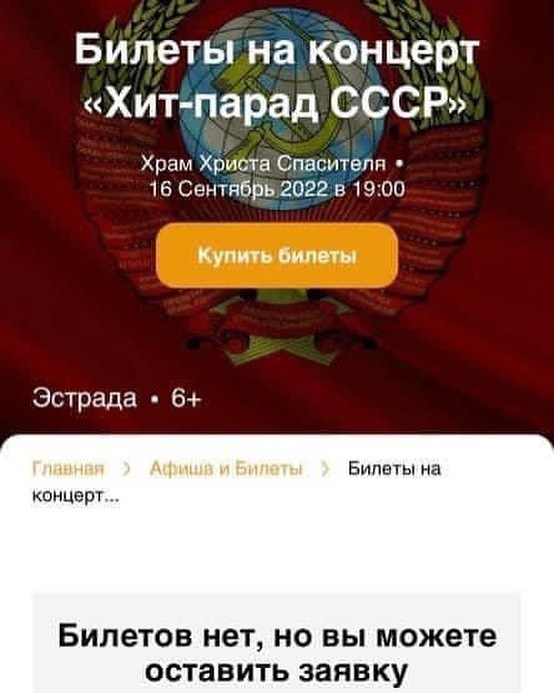 Билеты на концерт
«Хит-парад СССР»
Храм Христа Спасителя •
16 Сентябрь 2022 в 19:00
Купить билеты
Эстрада • 6+
Главная > Афиша и Билеты > Билеты на
концерт...
Билетов нет, но вы можете
оставить заявку